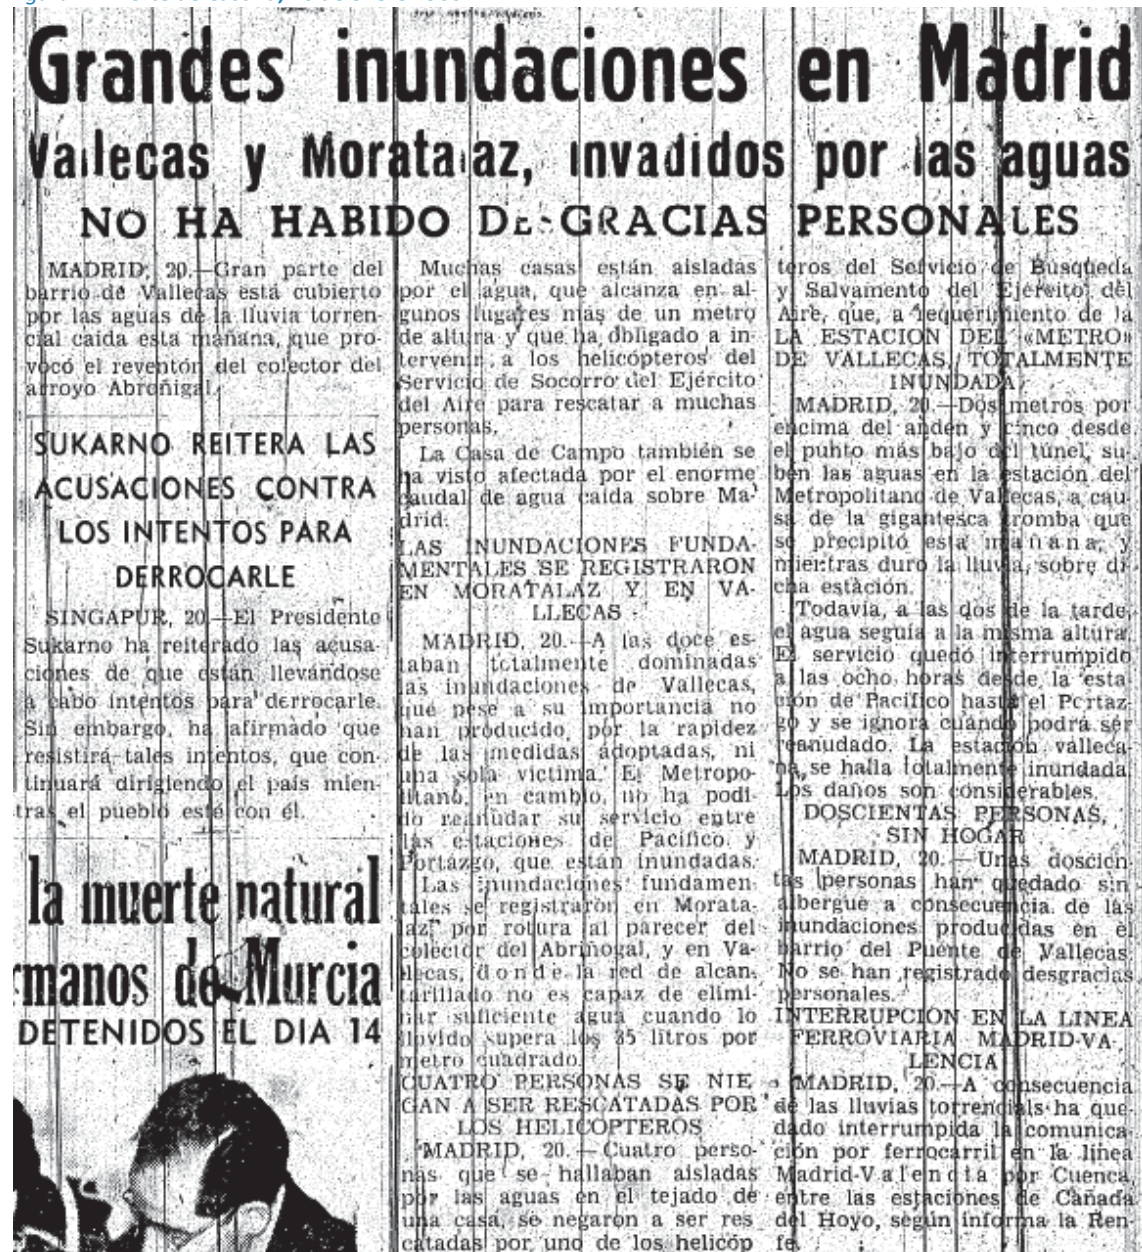 Grandes inundaciones en Madrid
Vallecas y Moratalaz, invadidos por las aguas
NO HA HABIDO DESGRACIAS PERSONALES
MADRID, 20.—Gran parte del
barrio de Vallecas está cubierto
por las aguas de la lluvia torren-
cial caida esta mañana, que pro-
vocó el reventón del colector del
arroyo Abroñigal.
SUKARNO REITERA LAS
ACUSACIONES CONTRA
LOS INTENTOS PARA
DERROCARLE
SINGAPUR, 20.—El Presidente
Sukarno ha reiterado las acusa-
ciones de que están llevándose
a cabo intentos para derrocarle.
Sin embargo, ha afirmado que
resistirá tales intentos, que con-
tinuará dirigiendo el país mien-
tras el pueblo esté con él.
la muerte natural
rmanos de Murcia
DETENIDOS EL DIA 14
Muchas casas están aisladas
por el agua, que alcanza en al-
gunos lugares más de un metro
de altura y que ha obligado a in-
tervenir a los helicópteros del
Servicio de Socorro del Ejército
del Aire para rescatar a muchas
personas.
La Casa de Campo también se
ha visto afectada por el enorme
caudal de agua caída sobre Ma-
drid.
LAS INUNDACIONES FUNDA-
MENTALES SE REGISTRARON
EN MORATALAZ Y EN VA-
LLECAS
MADRID, 20.—A las doce es-
taban totalmente dominadas
las inundaciones de Vallecas,
que pese a su importancia no
han producido, por la rapidez
de las medidas adoptadas, ni
una sola víctima. El Metropo-
litano, en cambio, no ha podi-
do reanudar su servicio entre
las estaciones de Pacífico y
Portazgo, que están inundadas.
Las inundaciones fundamen-
tales se registraron en Morata-
laz, por rotura al parecer del
colector del Abriñogal, y en Va-
llecas, donde la red de alcan-
tarillado no es capaz de elimi-
nar suficiente agua cuando lo
llovido supera los 35 litros por
metro cuadrado.
CUATRO PERSONAS SE NIE
GAN A SER RESCATADAS POR
LOS HELICOPTEROS
MADRID, 20. — Cuatro perso-
nas que se hallaban aisladas
por las aguas en el tejado de
una casa, se negaron a ser res
catadas por uno de los helicóp
teros del Servicio de Búsqueda
y Salvamento del Ejército del
Aire, que, a requerimiento de la
LA ESTACION DEL «METRO»
DE VALLECAS, TOTALMENTE
INUNDADA
MADRID, 20.—Dos metros por
encima del andén y cinco desde
el punto más bajo del túnel, su-
ben las aguas en la estación del
Metropolitano de Vallecas, a cau-
sa de la gigantesca tromba que
se precipitó esta mañana, y
mientras duró la lluvia, sobre di-
cha estación.
Todavía, a las dos de la tarde,
el agua seguía a la misma altura.
El servicio quedó interrumpido
a las ocho horas desde la esta-
ción de Pacífico hasta el Portaz-
go y se ignora cuándo podrá ser
reanudado. La estación valleca-
na, se halla totalmente inundada.
Los daños son considerables.
DOSCIENTAS PERSONAS,
SIN HOGAR
MADRID, 20.—Unas doscien-
tas personas han quedado sin
albergue a consecuencia de las
inundaciones producidas en el
barrio del Puente de Vallecas.
No se han registrado desgracias
personales.
INTERRUPCION EN LA LINEA
FERROVIARIA MADRID-VA-
LENCIA
MADRID, 20.—A consecuencia
de las lluvias torrencials ha que-
dado interrumpida la comunica-
ción por ferrocarril en la línea
Madrid-Valencia por Cuenca,
entre las estaciones de Cañada
del Hoyo, según informa la Ren-
fe.